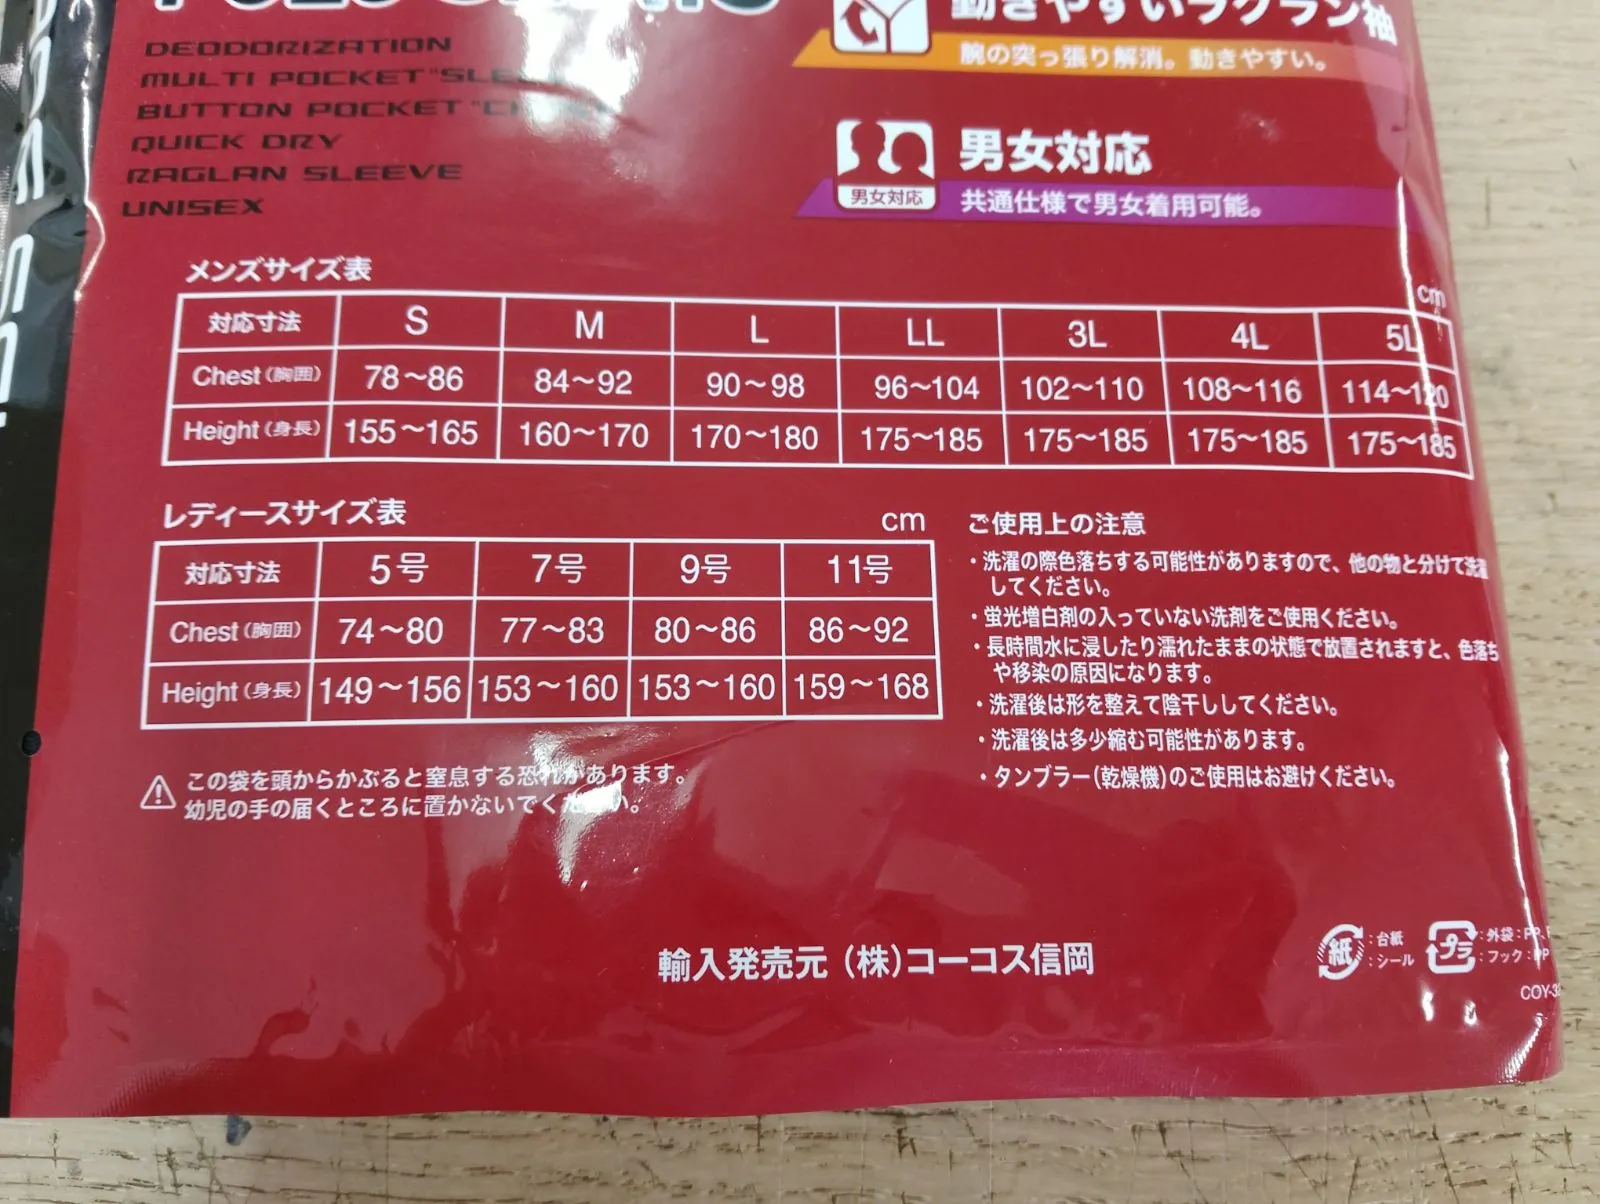 DEODORIZATION
MULTI POCKET
BUTTON POCKET
QUICK DRY
RAGLAN SLEEVE
UNISEX
動きやすいラグラン袖
腕の突っ張り解消。動きやすい。
男女対応
男女対応
共通仕様で男女着用可能。
メンズサイズ表
cm
対応寸法 S M L LL 3L 4L 5L
Chest(胸囲) 78〜86 84〜92 90〜98 96〜104 102〜110 108〜116 114〜120
Height(身長) 155〜165 160〜170 170〜180 175〜185 175〜185 175〜185 175〜185
レディースサイズ表
cm
対応寸法 5号 7号 9号 11号
Chest(胸囲) 74〜80 77〜83 80〜86 86〜92
Height(身長) 149〜156 153〜160 153〜160 159〜168
この袋を頭からかぶると窒息する恐れがあります。
幼児の手の届くところに置かないでください。
ご使用上の注意
・洗濯の際色落ちする可能性がありますので、他の物と分けて洗濯
してください。
・蛍光増白剤の入っていない洗剤をご使用ください。
・長時間水に浸したり濡れたままの状態で放置されますと、色落ち
や移染の原因になります。
・洗濯後は形を整えて陰干ししてください。
・洗濯後は多少縮む可能性があります。
・タンブラー(乾燥機)のご使用はお避けください。
輸入発売元 (株)コーコス信岡
紙
:台紙
:シール
プラ
:外袋:PP,
:フック:PP